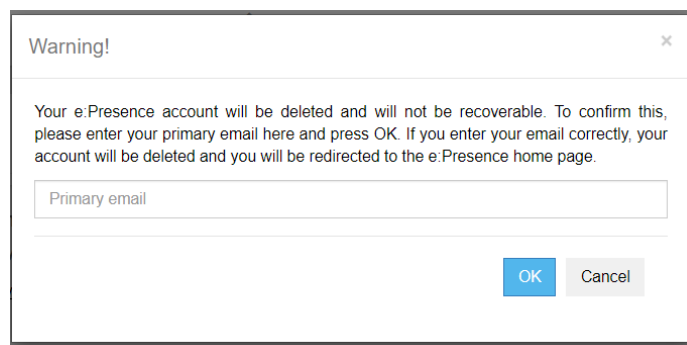 Warning!
×
Your e:Presence account will be deleted and will not be recoverable. To confirm this,
please enter your primary email here and press OK. If you enter your email correctly, your
account will be deleted and you will be redirected to the e:Presence home page.
Primary email
OK Cancel